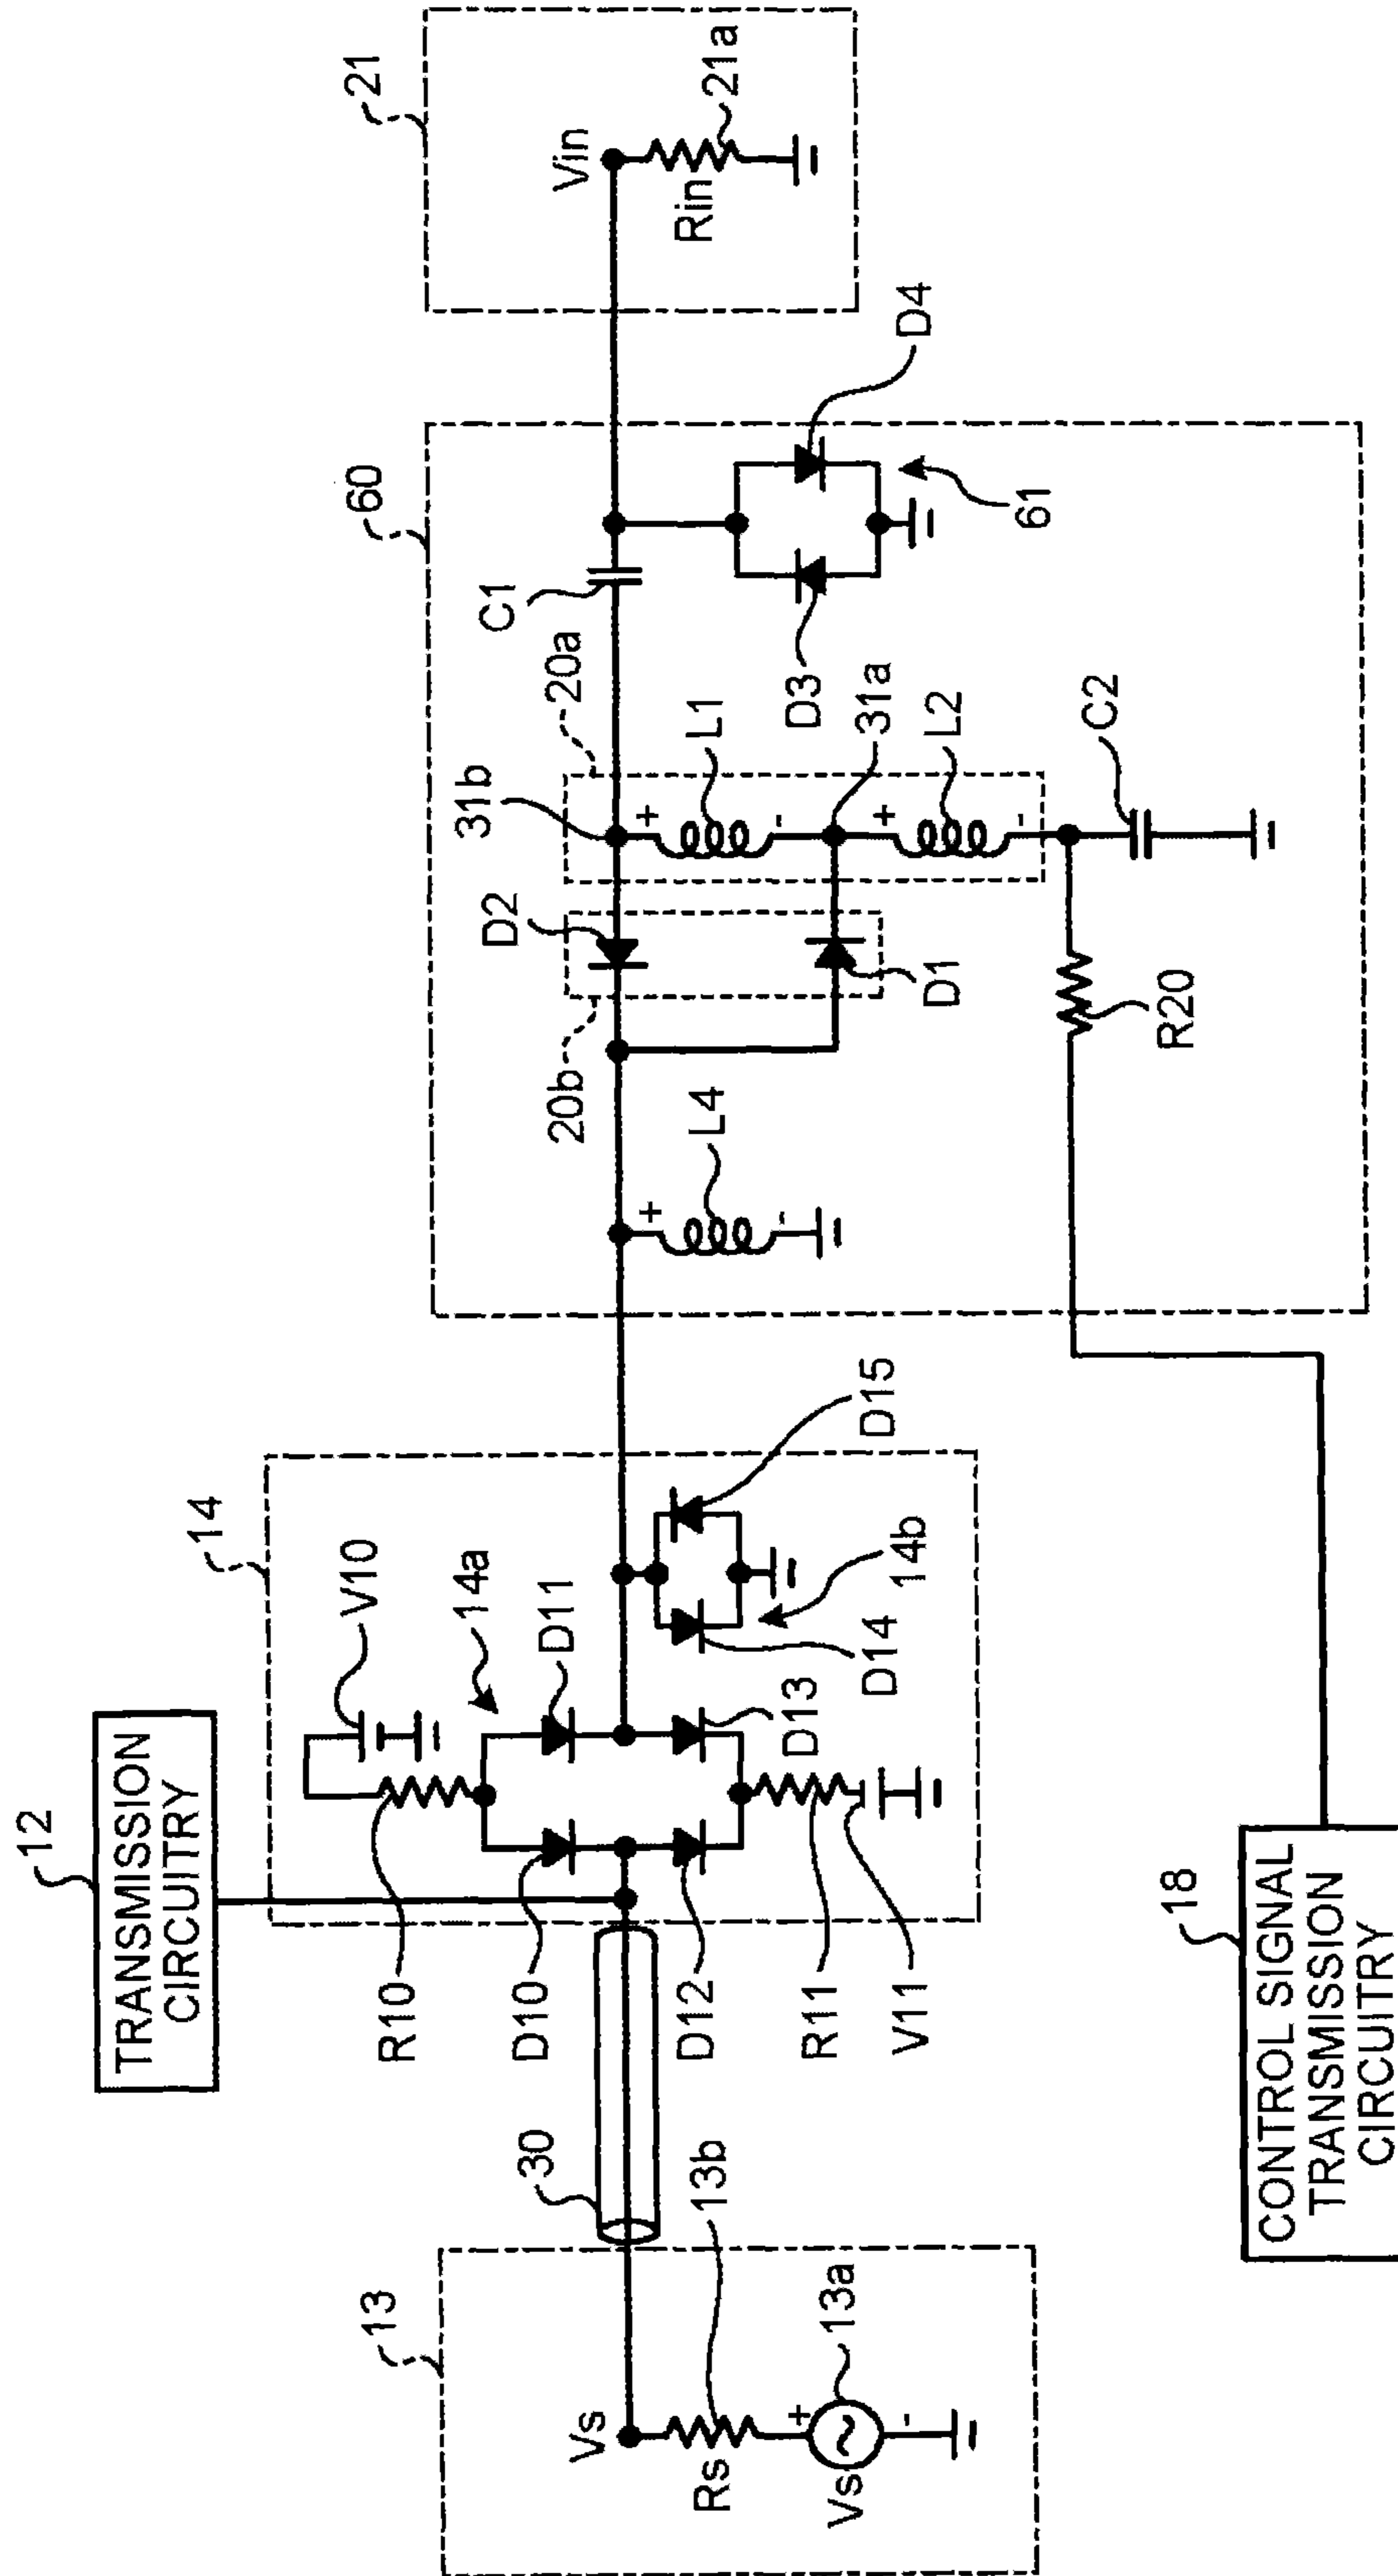 12
TRANSMISSION
CIRCUITRY
13
Vs
Rs
13b
Vs
+
-
13a
30
14
V10
R10
14a
D10
D11
D12
D13
R11
V11
D14
14b
D15
60
L4
+
-
20b
D2
D1
31b
20a
+
L1
-
31a
+
L2
-
C1
D3
D4
61
C2
R20
21
Vin
Rin
21a
18
CONTROL SIGNAL
TRANSMISSION
CIRCUITRY